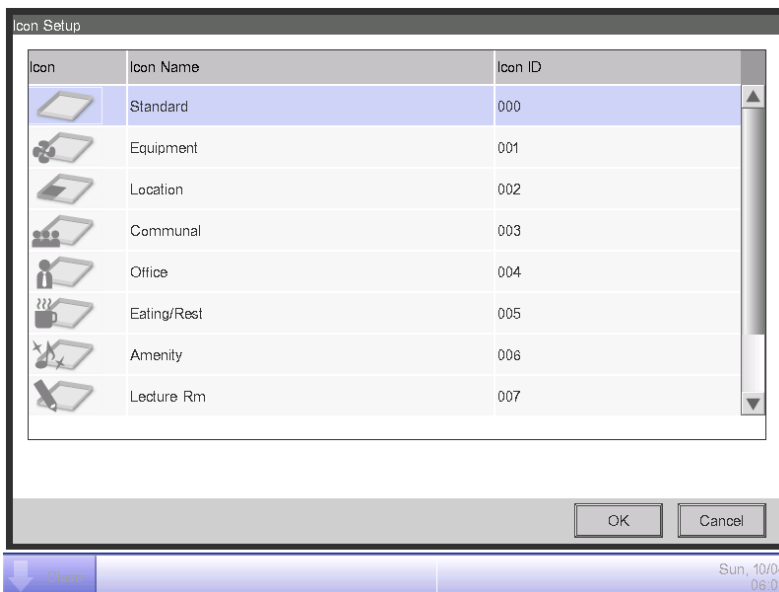 Icon Setup
Icon Icon Name Icon ID
Standard 000
Equipment 001
Location 002
Communal 003
Office 004
Eating/Rest 005
Amenity 006
Lecture Rm 007
OK Cancel
Sun, 10/0
06:0